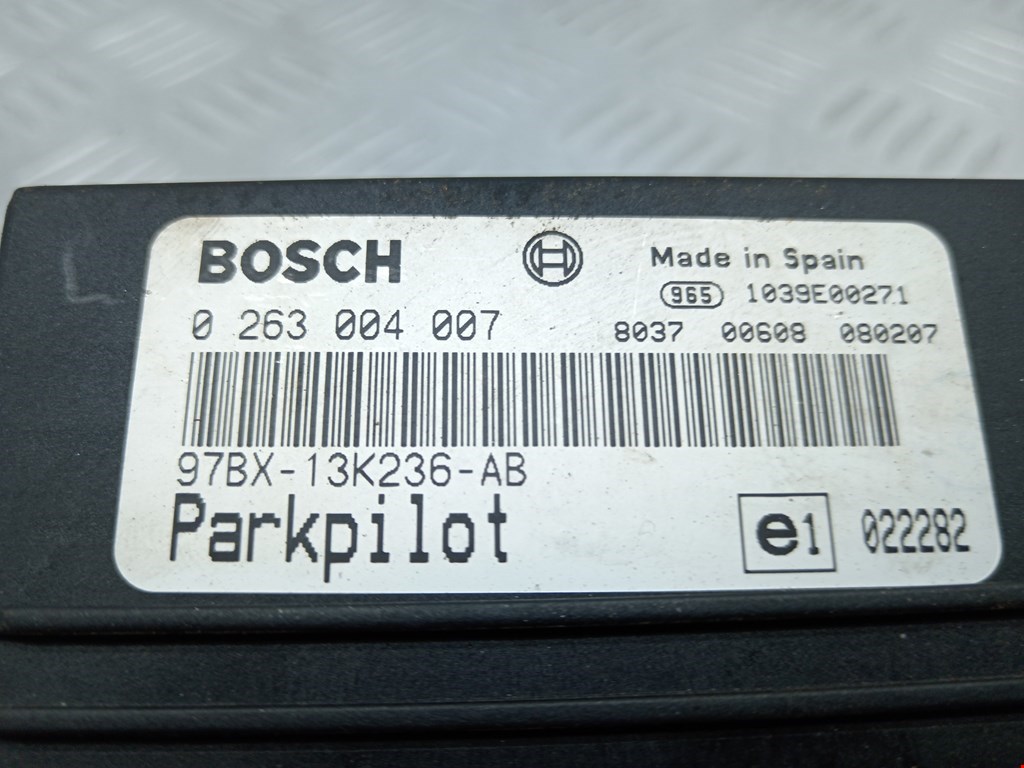 BOSCH
Made in Spain
965 1039E00271
0 263 004 007
8037 00608 080207
97BX-13K236-AB
Parkpilot
e1 022282
L